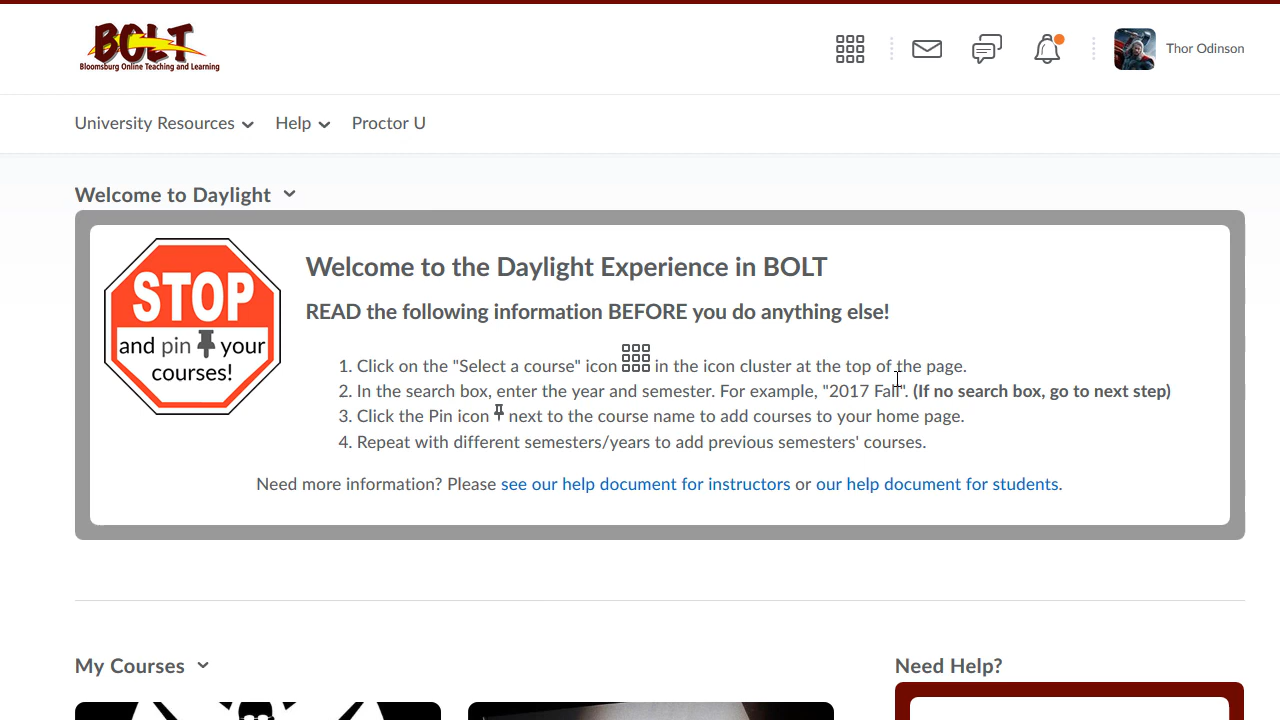 BOLT
Bloomsburg Online Teaching and Learning
Thor Odinson
University Resources
Help
Proctor U
Welcome to Daylight
STOP
and pin your
courses!
Welcome to the Daylight Experience in BOLT
READ the following information BEFORE you do anything else!
1. Click on the "Select a course" icon in the icon cluster at the top of the page.
2. In the search box, enter the year and semester. For example, "2017 Fall". (If no search box, go to next step)
3. Click the Pin icon next to the course name to add courses to your home page.
4. Repeat with different semesters/years to add previous semesters' courses.
Need more information? Please see our help document for instructors or our help document for students.
My Courses
Need Help?